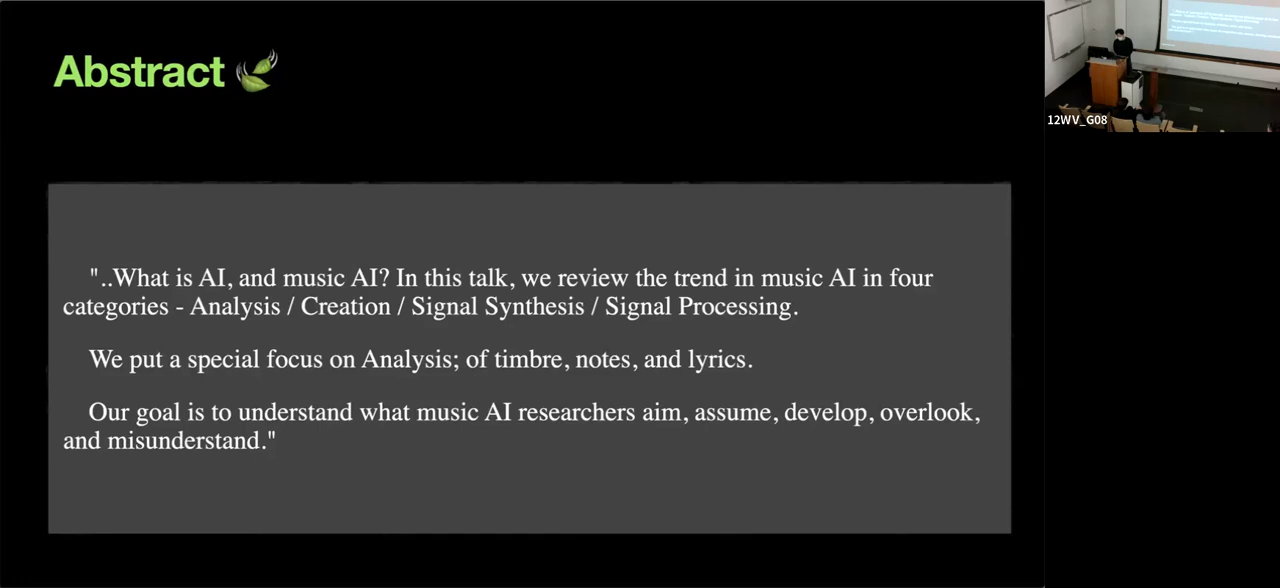 Abstract
12WV_G08
"..What is AI, and music AI? In this talk, we review the trend in music AI in four
categories - Analysis / Creation / Signal Synthesis / Signal Processing.
We put a special focus on Analysis; of timbre, notes, and lyrics.
Our goal is to understand what music AI researchers aim, assume, develop, overlook,
and misunderstand."